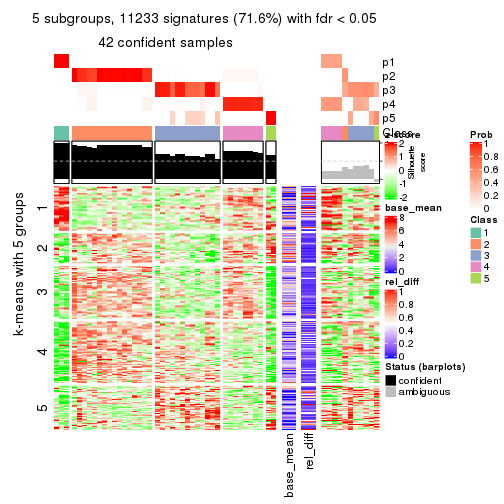 5 subgroups, 11233 signatures (71.6%) with fdr < 0.05
42 confident samples
p1
p2
p3
p4
p5
Class
Silhouette
score
k-means with 5 groups
1
2
3
4
5
base_mean
rel_diff
z-score
2
1
0
-1
-2
base_mean
8
6
4
2
0
rel_diff
1
0.8
0.6
0.4
0.2
0
Status (barplots)
confident
ambiguous
Prob
1
0.8
0.6
0.4
0.2
0
Class
1
2
3
4
5